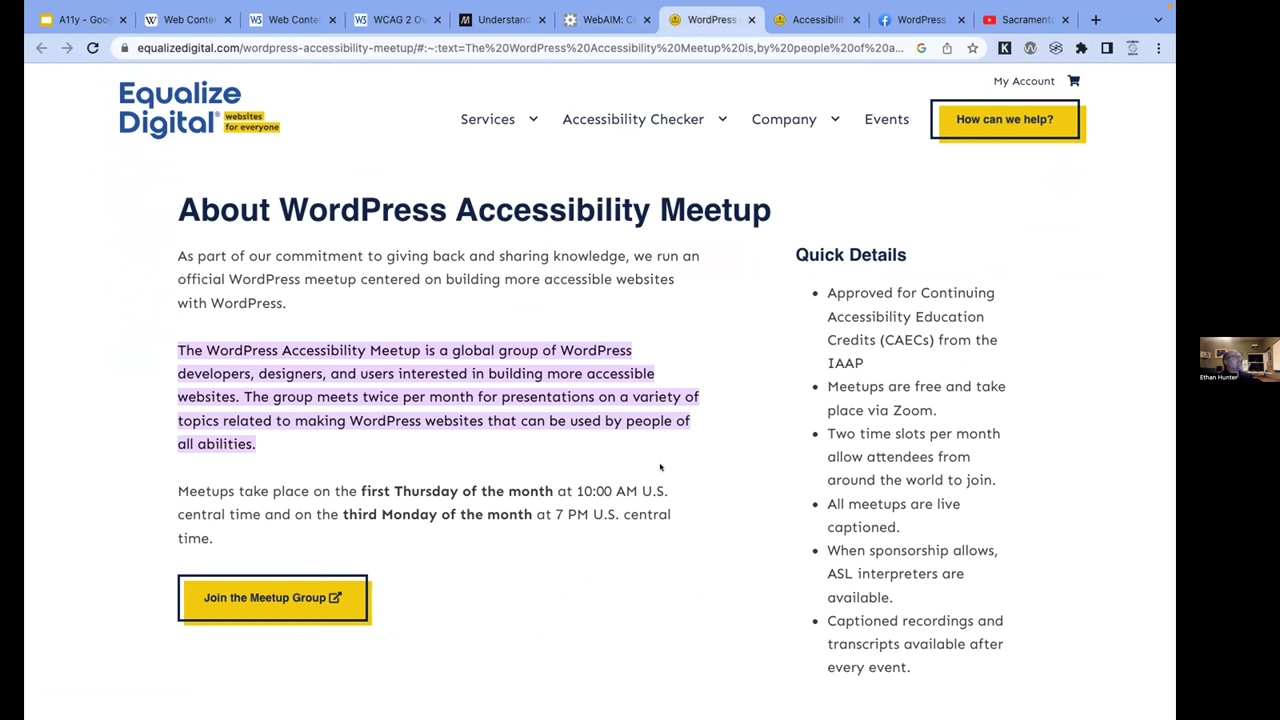 A11y - Goo
Web Conte
Web Conten
WCAG 2 Ov
Understan
WebAIM: C
WordPress
Accessibili
WordPress
Sacrament
equalizedigital.com/wordpress-accessibility-meetup/#:~:text=The%20WordPress%20Accessibility%20Meetup%20is,by%20people%20of%20a...
My Account
Equalize
Digital®
websites
for everyone
Services
Accessibility Checker
Company
Events
How can we help?
About WordPress Accessibility Meetup
As part of our commitment to giving back and sharing knowledge, we run an
official WordPress meetup centered on building more accessible websites
with WordPress.
The WordPress Accessibility Meetup is a global group of WordPress
developers, designers, and users interested in building more accessible
websites. The group meets twice per month for presentations on a variety of
topics related to making WordPress websites that can be used by people of
all abilities.
Meetups take place on the first Thursday of the month at 10:00 AM U.S.
central time and on the third Monday of the month at 7 PM U.S. central
time.
Join the Meetup Group
Quick Details
• Approved for Continuing
Accessibility Education
Credits (CAECs) from the
IAAP
• Meetups are free and take
place via Zoom.
• Two time slots per month
allow attendees from
around the world to join.
• All meetups are live
captioned.
• When sponsorship allows,
ASL interpreters are
available.
• Captioned recordings and
transcripts available after
every event.
Ethan Hunter